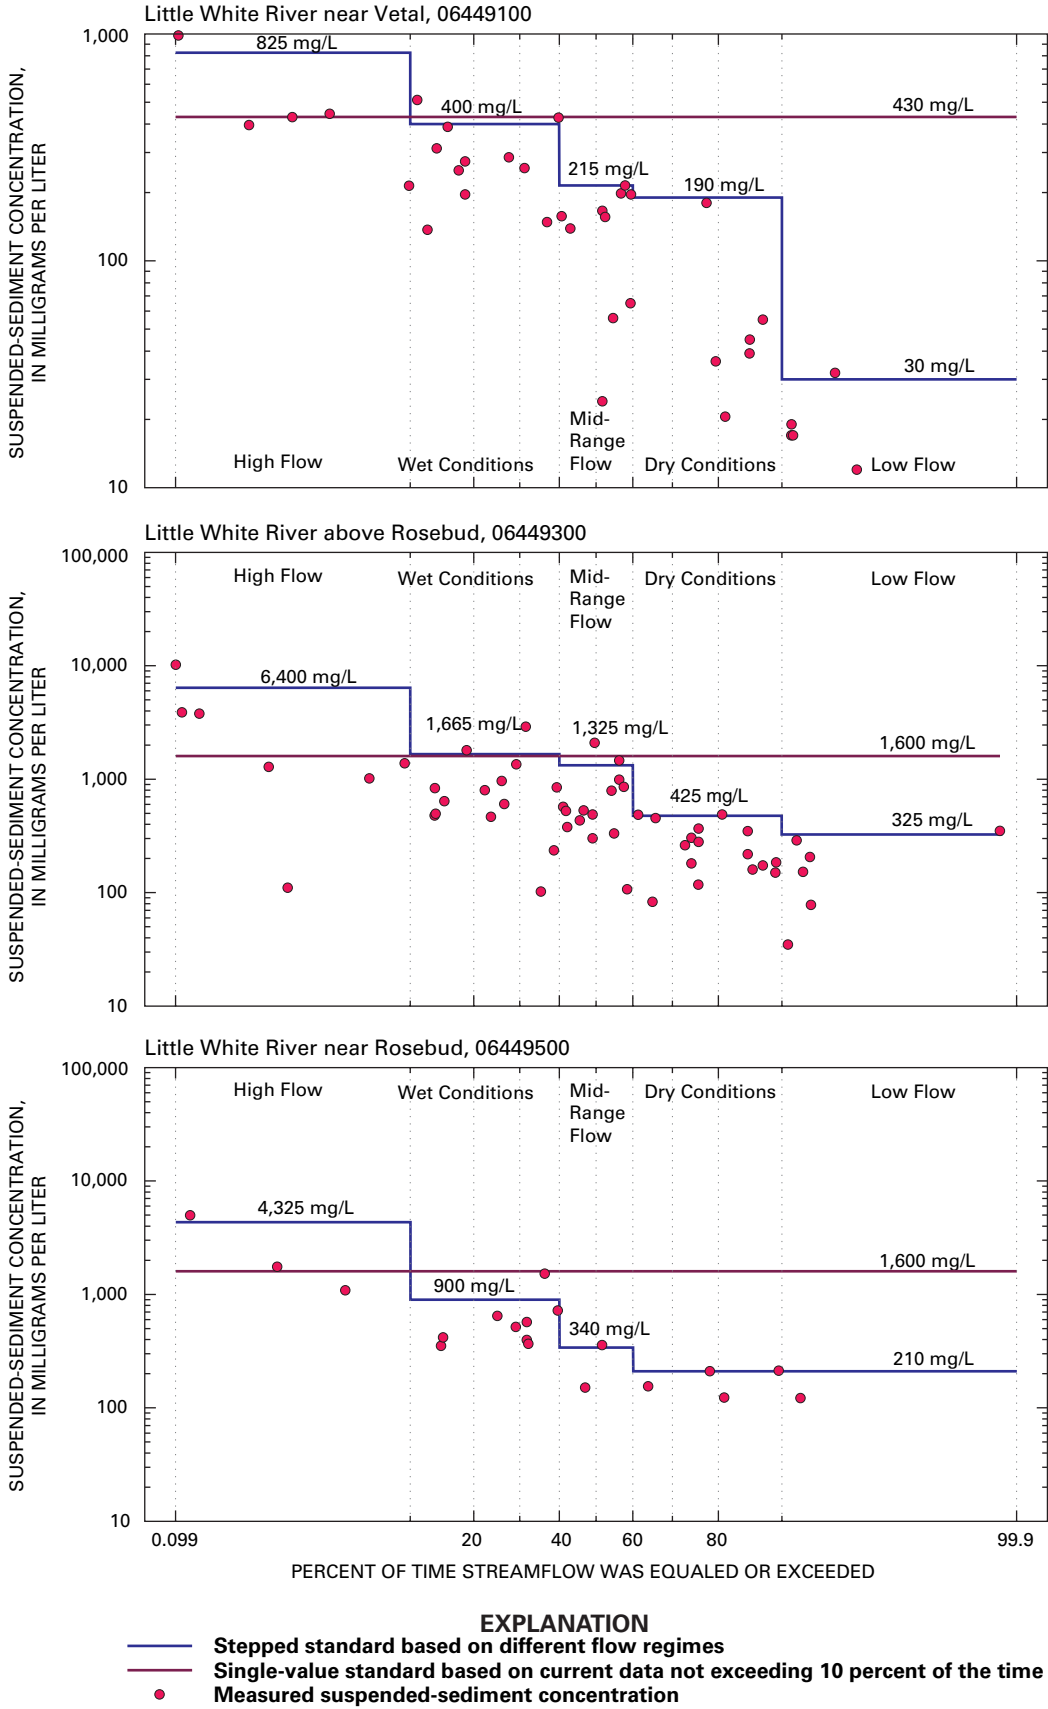 Little White River near Vetal, 06449100
SUSPENDED-SEDIMENT CONCENTRATION,
IN MILLIGRAMS PER LITER
1,000
100
10
825 mg/L
400 mg/L
430 mg/L
215 mg/L
190 mg/L
30 mg/L
High Flow
Wet Conditions
Mid-
Range
Flow
Dry Conditions
Low Flow
Little White River above Rosebud, 06449300
SUSPENDED-SEDIMENT CONCENTRATION,
IN MILLIGRAMS PER LITER
100,000
10,000
1,000
100
10
High Flow
Wet Conditions
Mid-
Range
Flow
Dry Conditions
Low Flow
6,400 mg/L
1,665 mg/L
1,325 mg/L
1,600 mg/L
425 mg/L
325 mg/L
Little White River near Rosebud, 06449500
SUSPENDED-SEDIMENT CONCENTRATION,
IN MILLIGRAMS PER LITER
100,000
10,000
1,000
100
10
High Flow
Wet Conditions
Mid-
Range
Flow
Dry Conditions
Low Flow
4,325 mg/L
1,600 mg/L
900 mg/L
340 mg/L
210 mg/L
0.099 20 40 60 80 99.9
PERCENT OF TIME STREAMFLOW WAS EQUALED OR EXCEEDED
EXPLANATION
Stepped standard based on different flow regimes
Single-value standard based on current data not exceeding 10 percent of the time
Measured suspended-sediment concentration